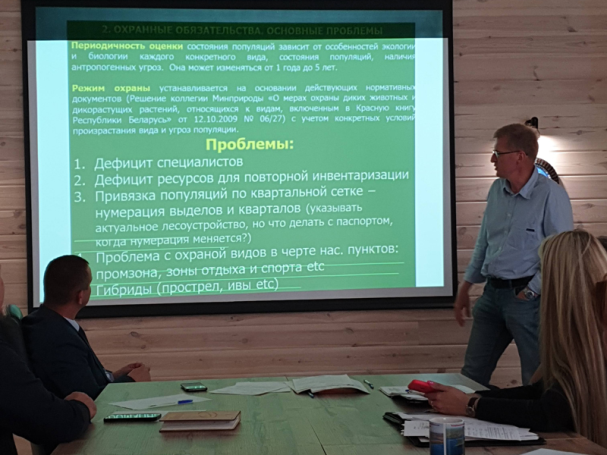 2. ОХРАННЫЕ ОБЯЗАТЕЛЬСТВА. ОСНОВНЫЕ ПРОБЛЕМЫ
Периодичность оценки состояния популяций зависит от особенностей экологии
и биологии каждого конкретного вида, состояния популяций, наличия
антропогенных угроз. Она может изменяться от 1 года до 5 лет.
Режим охраны устанавливается на основании действующих нормативных
документов (Решение коллегии Минприроды «О мерах охраны диких животных и
дикорастущих растений, относящихся к видам, включенным в Красную книгу
Республики Беларусь» от 12.10.2009 № 06/27) с учетом конкретных условий
произрастания вида и угроз популяции.
Проблемы:
1. Дефицит специалистов
2. Дефицит ресурсов для повторной инвентаризации
3. Привязка популяций по квартальной сетке –
нумерация выделов и кварталов (указывать
актуальное лесоустройство, но что делать с паспортом,
когда нумерация меняется?)
Проблема с охраной видов в черте нас. пунктов:
промзона, зоны отдыха и спорта etc
Гибриды (прострел, ивы etc)